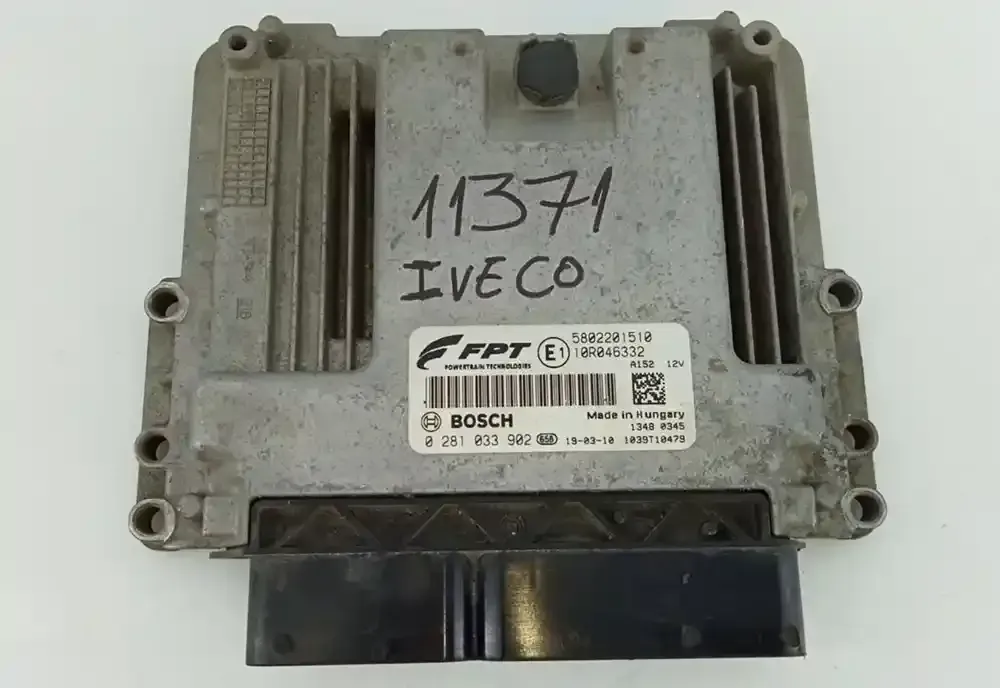 11371
IVECO
FPT
POWERTRAIN TECHNOLOGIES
E1
5802201510
10R046332
A152 12V
BOSCH
Made in Hungary
1348 0345
0 281 033 902 658 19-03-10 1039T10479